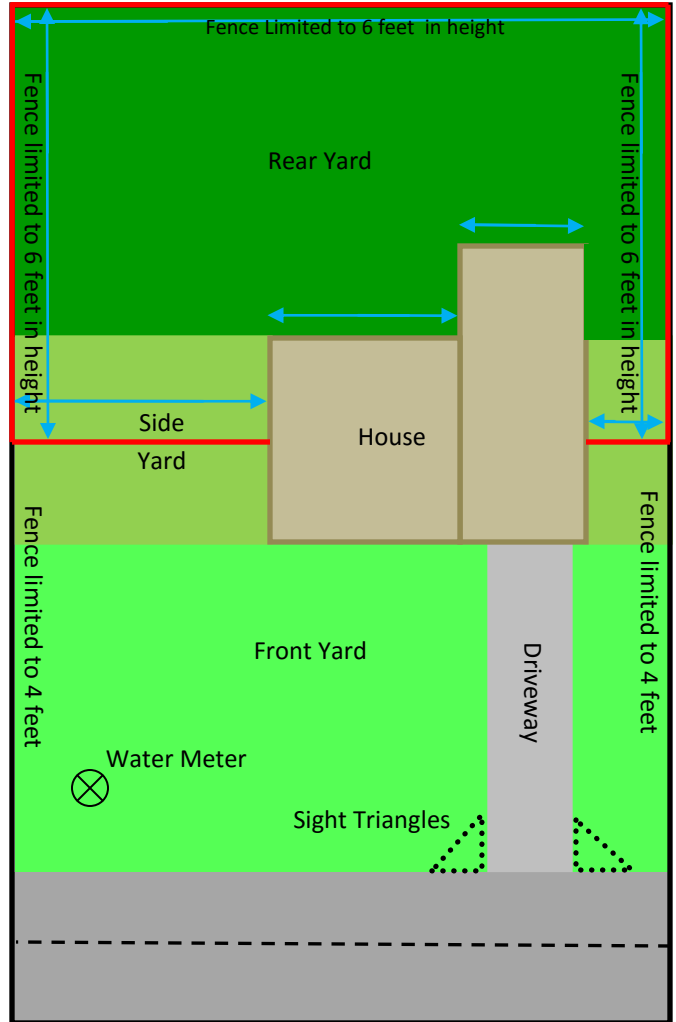 Fence Limited to 6 feet  in height
Fence limited to 6 feet in height
Fence limited to 6 feet in height
Rear Yard
Side
Yard
House
Fence limited to 4 feet
Fence limited to 4 feet
Front Yard
Driveway
Water Meter
Sight Triangles